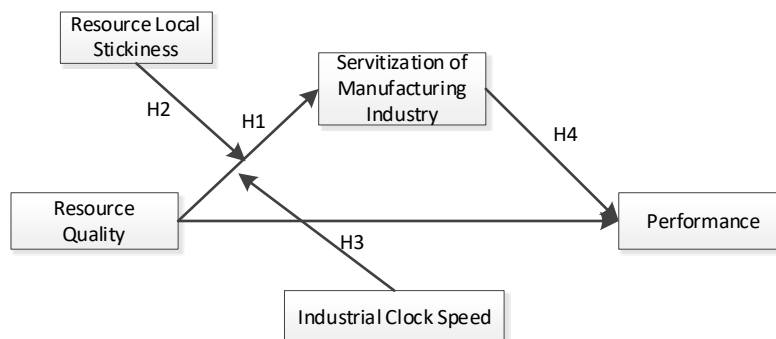 Resource Local
Stickiness
Servitization of
Manufacturing
Industry
H2
H1
H4
Resource
Quality
Performance
H3
Industrial Clock Speed